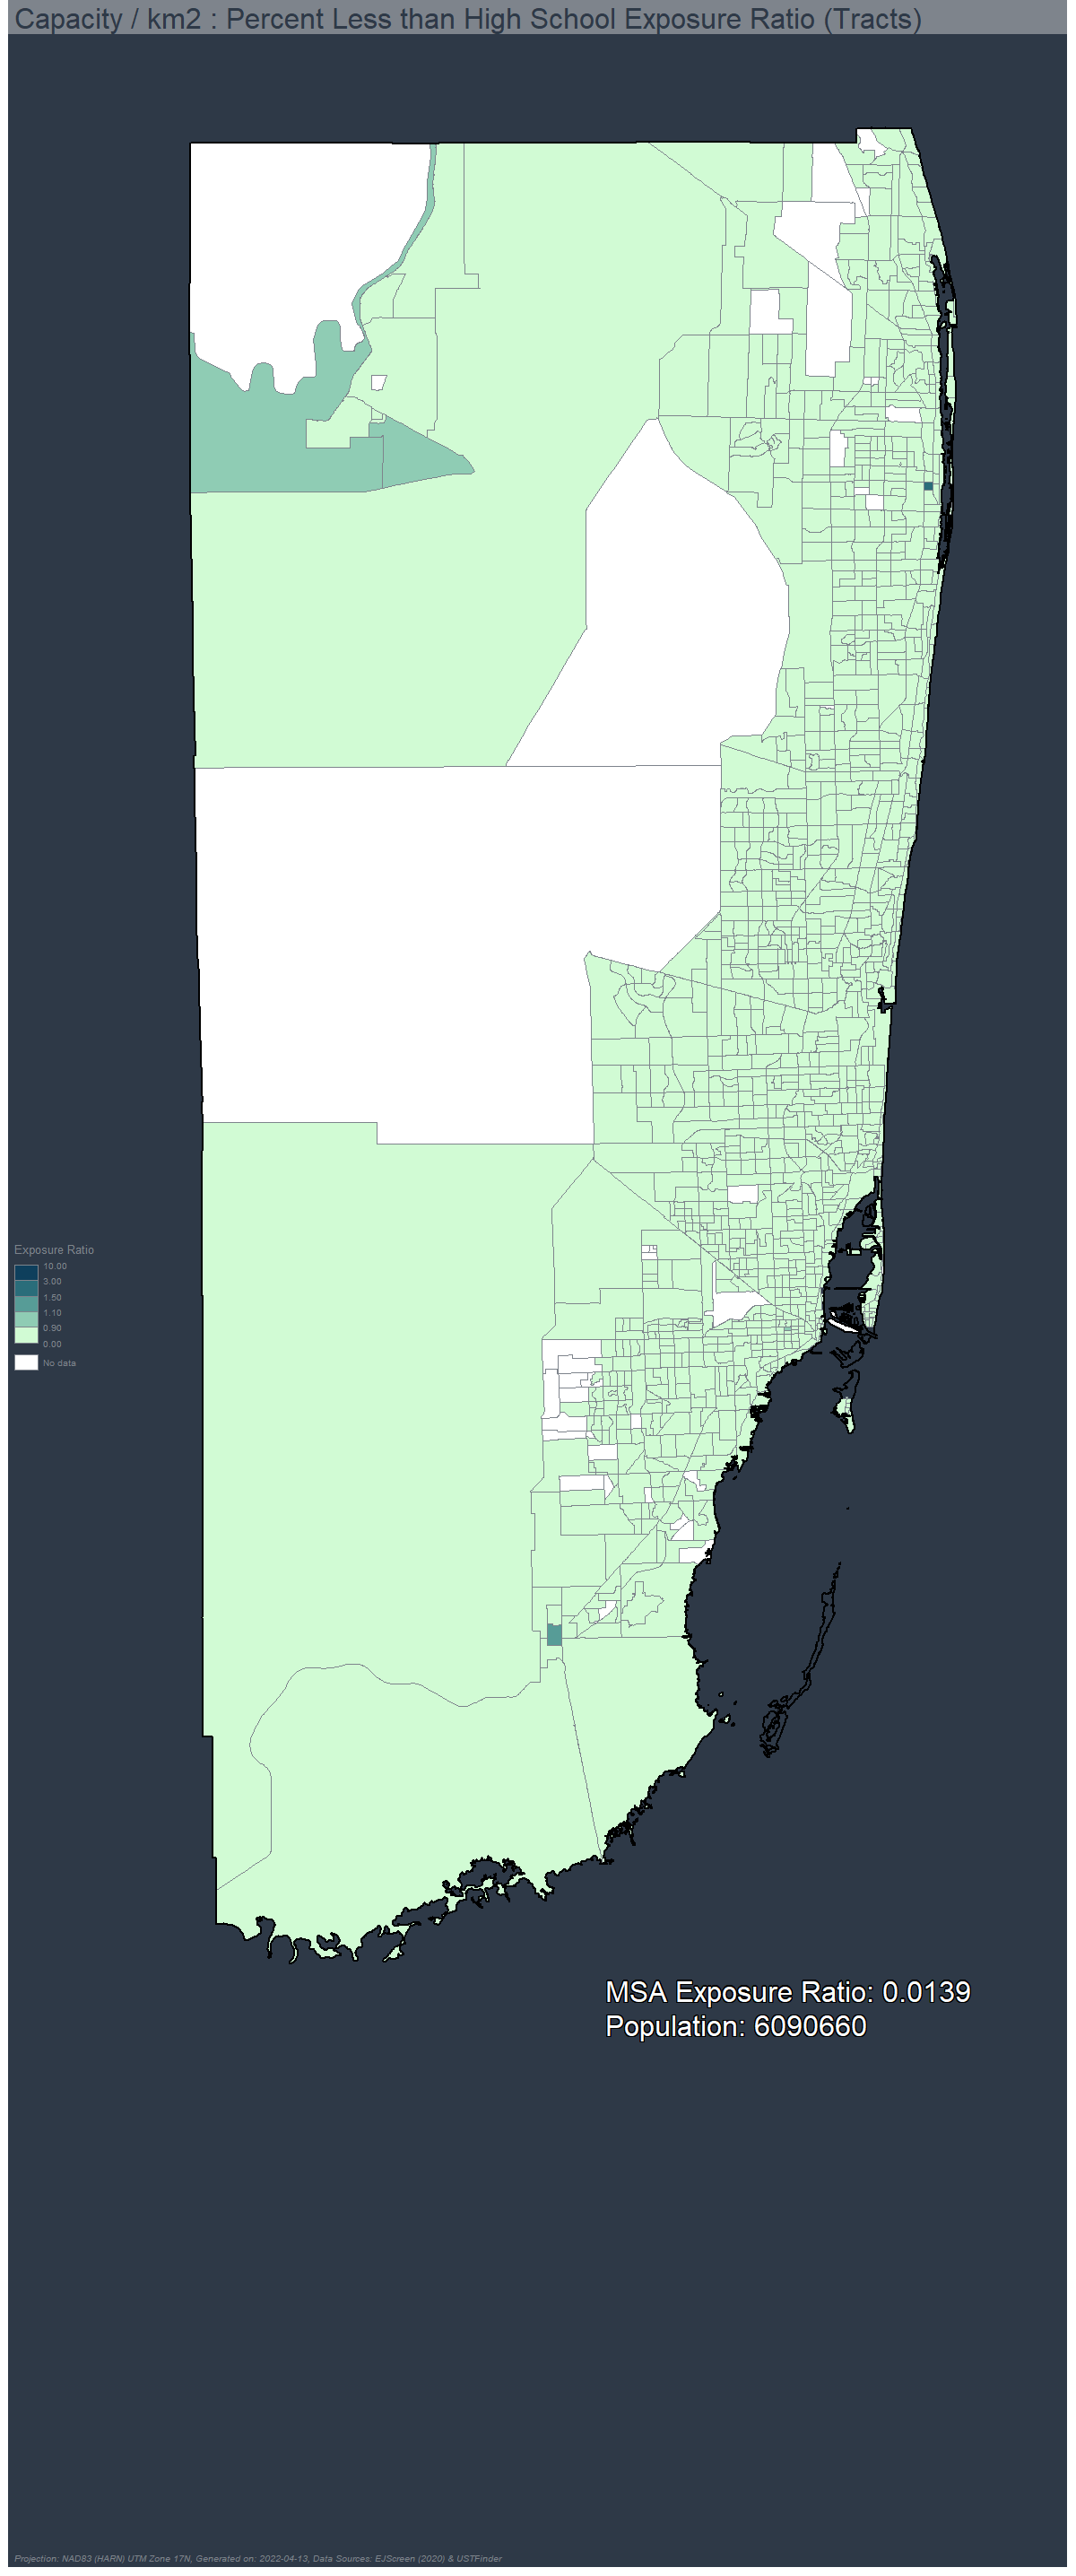 Capacity / km2 : Percent Less than High School Exposure Ratio (Tracts)
Exposure Ratio
10.00
3.00
1.50
1.10
0.90
0.00
No data
MSA Exposure Ratio: 0.0139
Population: 6090660
Projection: NAD83 (HARN) UTM Zone 17N, Generated on: 2022-04-13, Data Sources: EJScreen (2020) & USTFinder